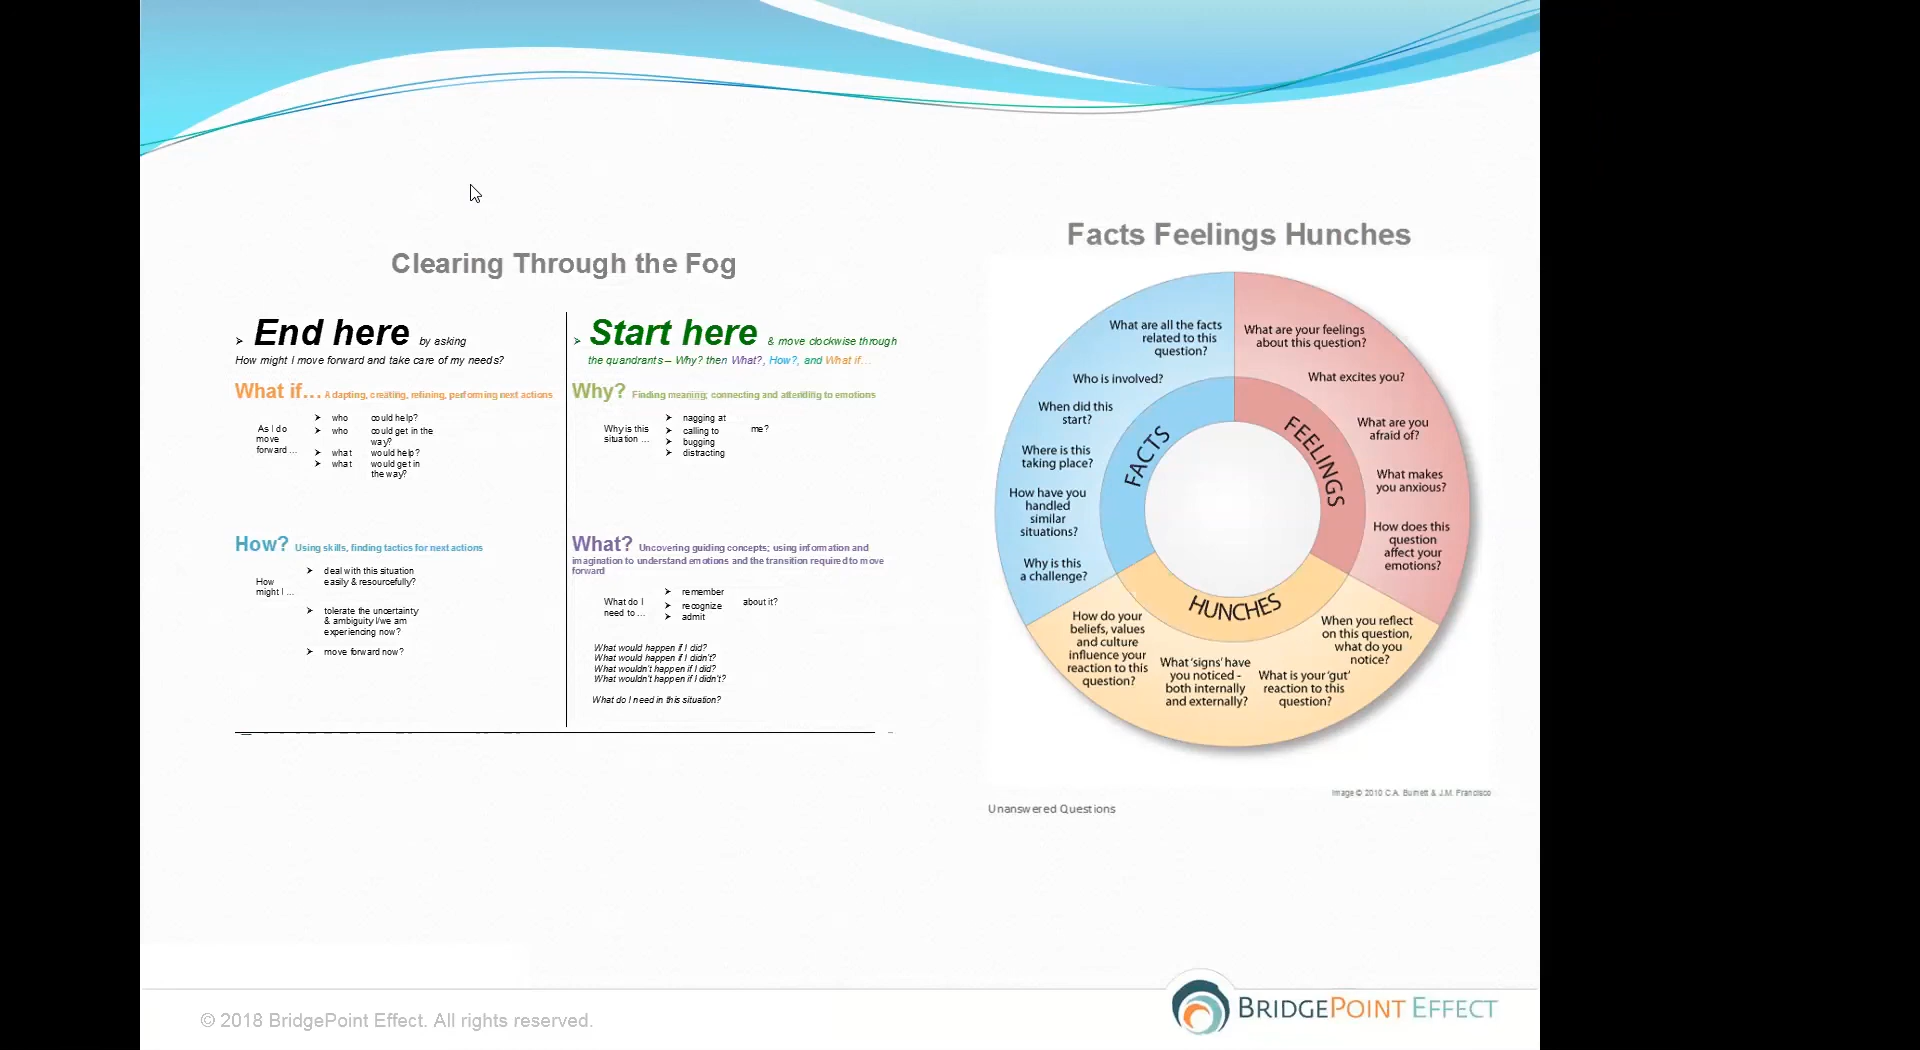 Clearing Through the Fog
➢ End here by asking
How might I move forward and take care of my needs?
What if… Adapting, creating, refining, performing next actions
As I do
move
forward …
➢ who could help?
➢ who could get in the
way?
➢ what would help?
➢ what would get in
the way?
➢ Start here & move clockwise through
the quandrants – Why? then What?, How?, and What if…
Why? Finding meaning; connecting and attending to emotions
Why is this
situation …
➢ nagging at
➢ calling to
➢ bugging
➢ distracting
me?
How? Using skills, finding tactics for next actions
How
might I …
➢ deal with this situation
easily & resourcefully?
➢ tolerate the uncertainty
& ambiguity I/we am
experiencing now?
➢ move forward now?
What? Uncovering guiding concepts; using information and
imagination to understand emotions and the transition required to move
forward
What do I
need to …
➢ remember
➢ recognize
➢ admit
about it?
What would happen if I did?
What would happen if I didn't?
What wouldn't happen if I did?
What wouldn't happen if I didn't?
What do I need in this situation?
Facts Feelings Hunches
FACTS
What are all the facts
related to this
question?
Who is involved?
When did this
start?
Where is this
taking place?
How have you
handled
similar
situations?
Why is this
a challenge?
FEELINGS
What are your feelings
about this question?
What excites you?
What are you
afraid of?
What makes
you anxious?
How does this
question
affect your
emotions?
HUNCHES
How do your
beliefs, values
and culture
influence your
reaction to this
question?
What 'signs' have
you noticed -
both internally
and externally?
What is your 'gut'
reaction to this
question?
When you reflect
on this question,
what do you
notice?
Image © 2010 C.A. Burnett & J.M. Francisco
Unanswered Questions
© 2018 BridgePoint Effect. All rights reserved.
BRIDGEPOINT EFFECT